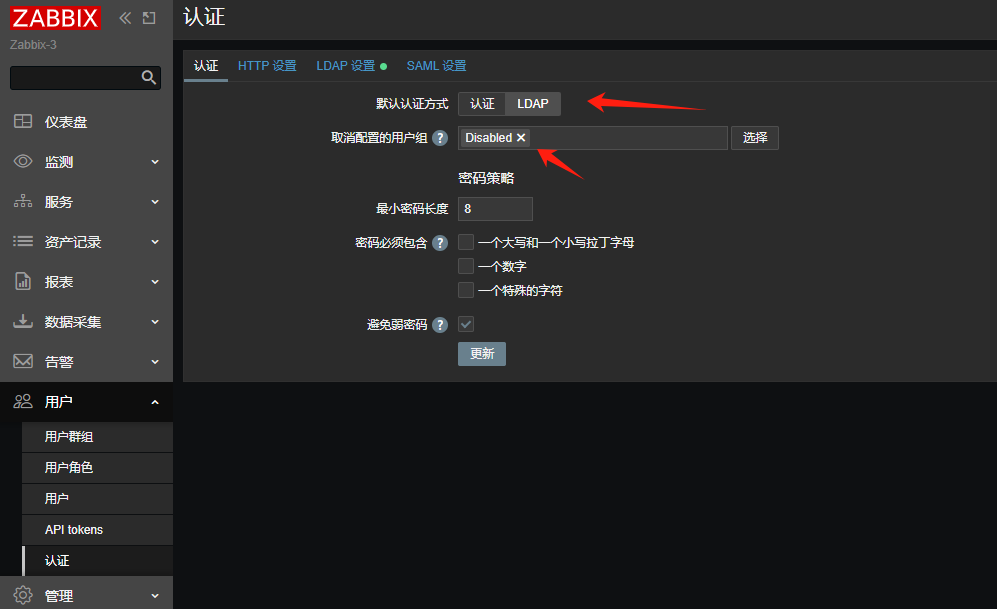 ZABBIX
Zabbix-3
仪表盘
监测
服务
资产记录
报表
数据采集
告警
用户
用户群组
用户角色
用户
API tokens
认证
管理
认证
认证 HTTP 设置 LDAP 设置 SAML 设置
默认认证方式 认证 LDAP
取消配置的用户组 ? Disabled 选择
密码策略
最小密码长度 8
密码必须包含 ? 一个大写和一个小写拉丁字母
一个数字
一个特殊的字符
避免弱密码 ?
更新